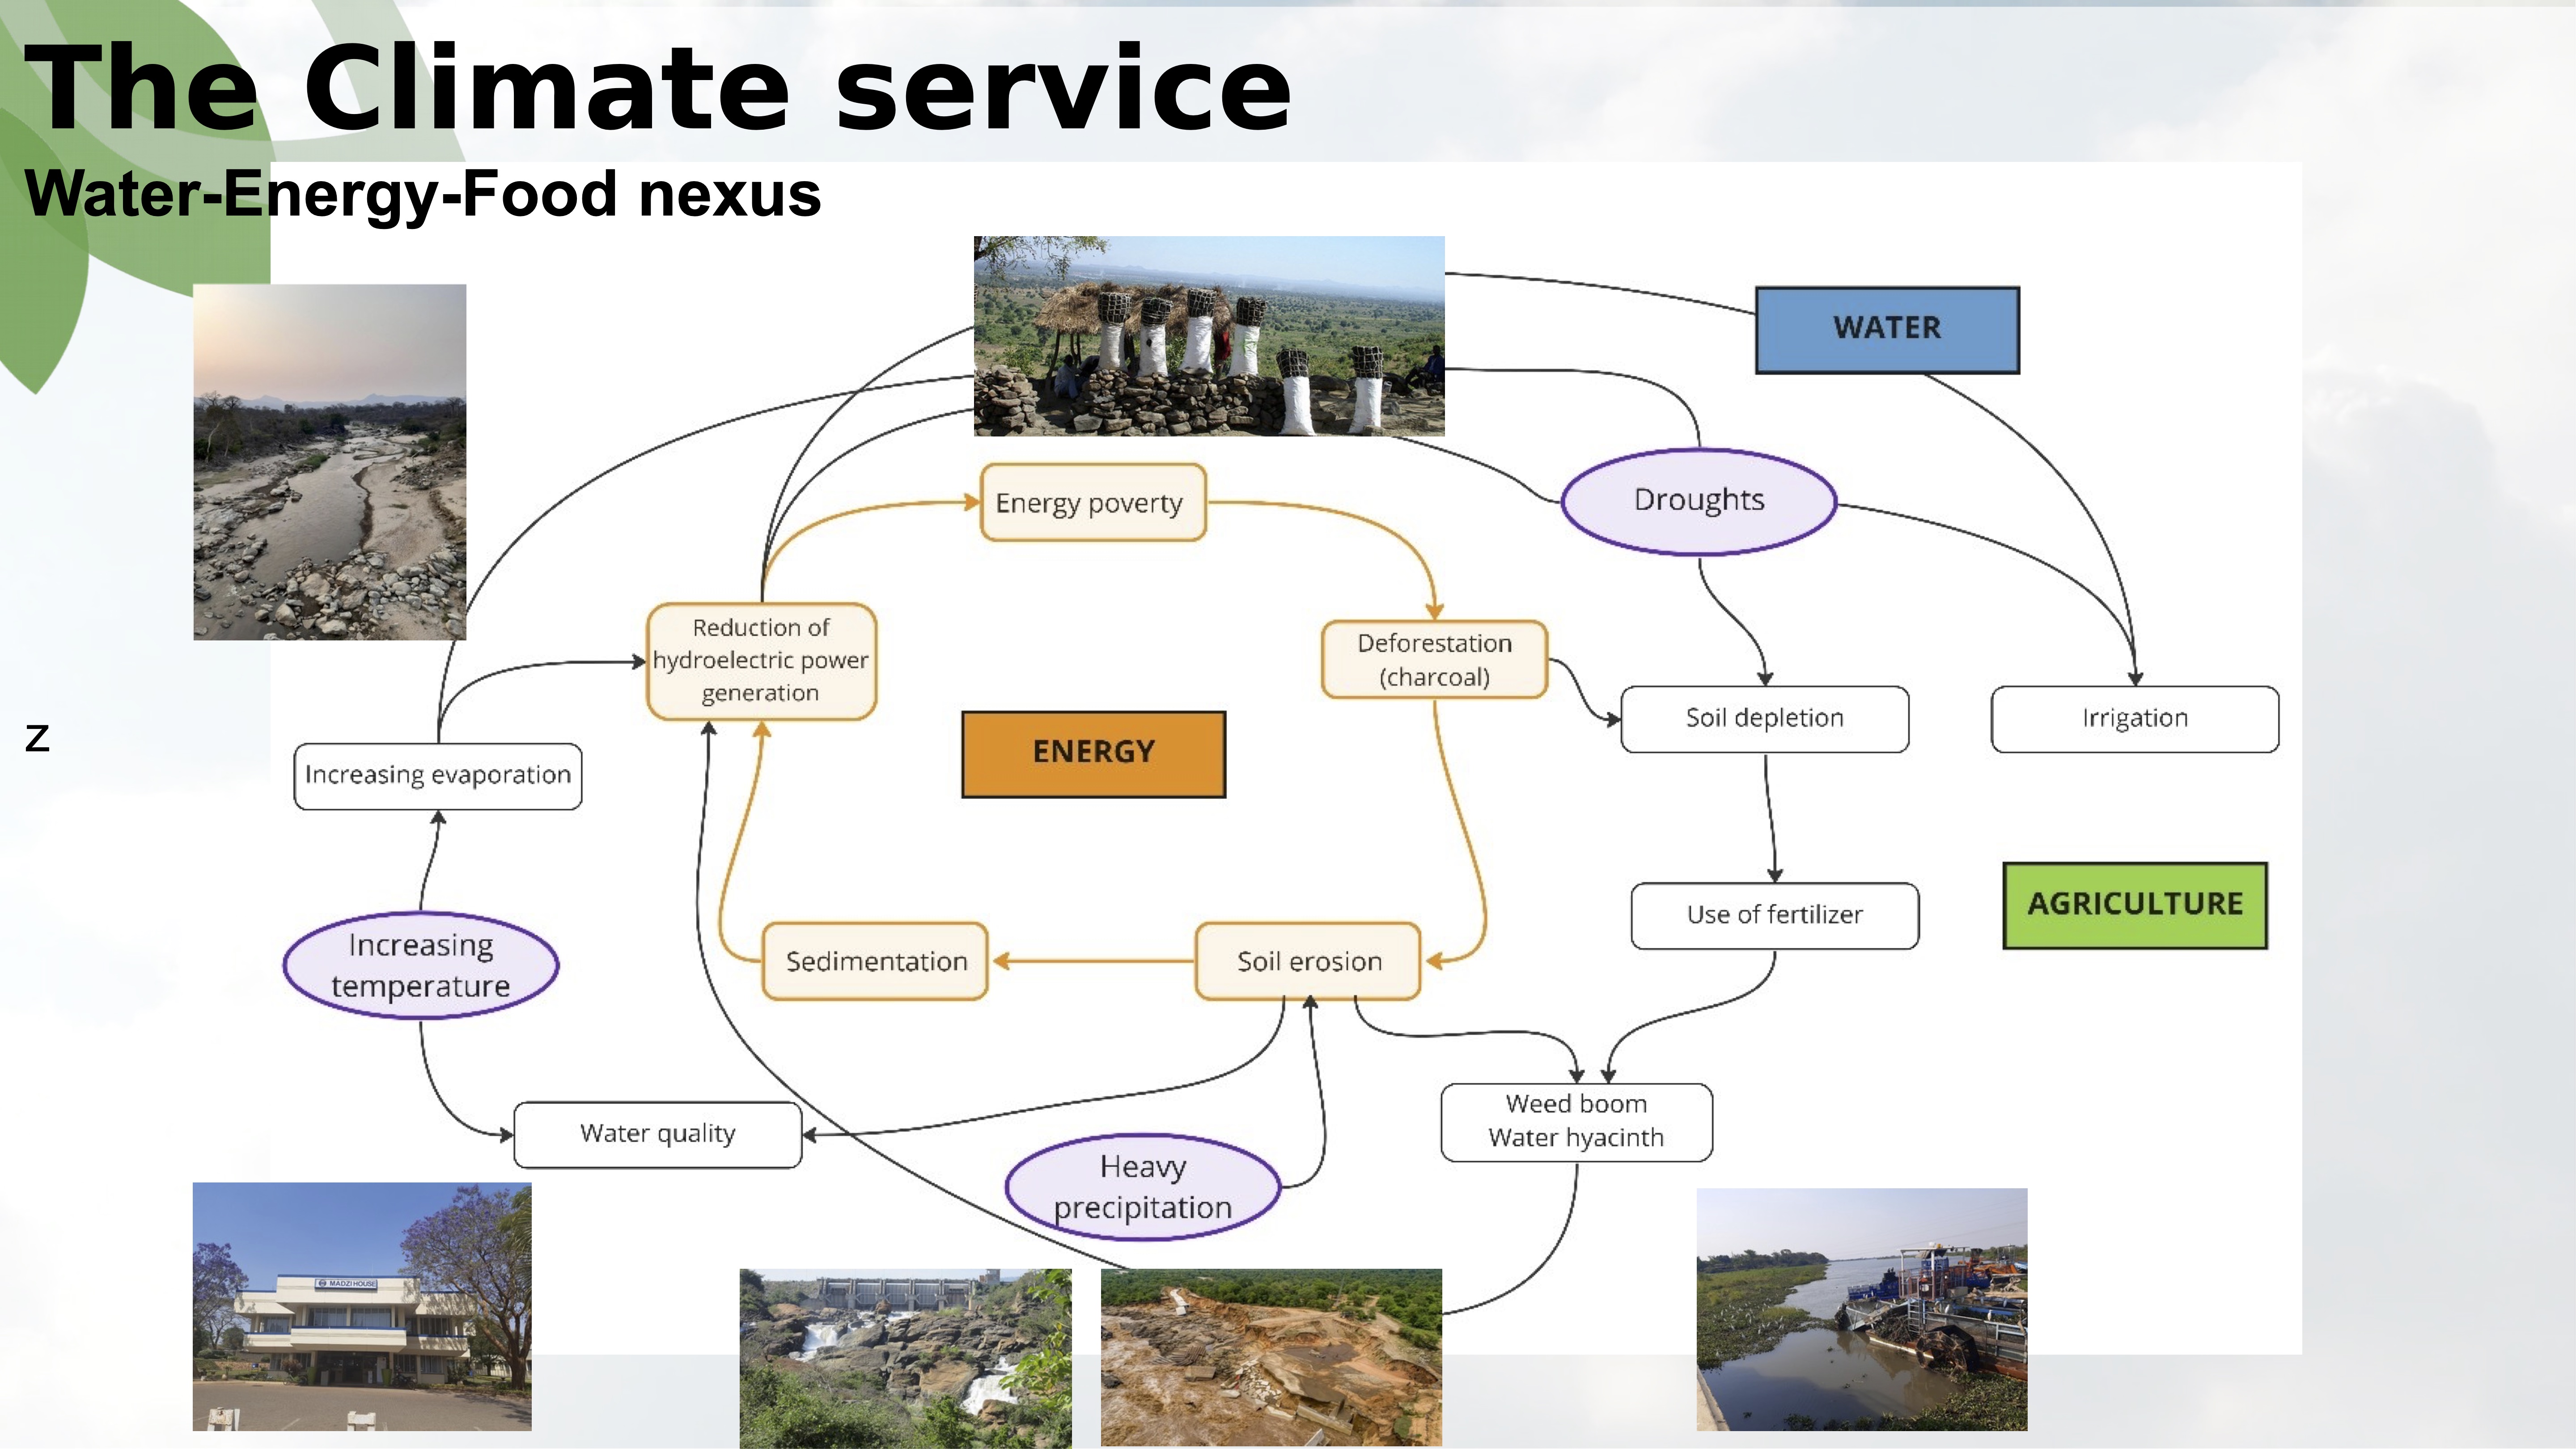 The Climate service
Water-Energy-Food nexus
WATER
Droughts
Energy poverty
Reduction of
hydroelectric power
generation
Deforestation
(charcoal)
Soil depletion
Irrigation
z
ENERGY
Increasing evaporation
AGRICULTURE
Use of fertilizer
Increasing
temperature
Sedimentation
Soil erosion
Weed boom
Water hyacinth
Water quality
Heavy
precipitation
MADZI HOUSE